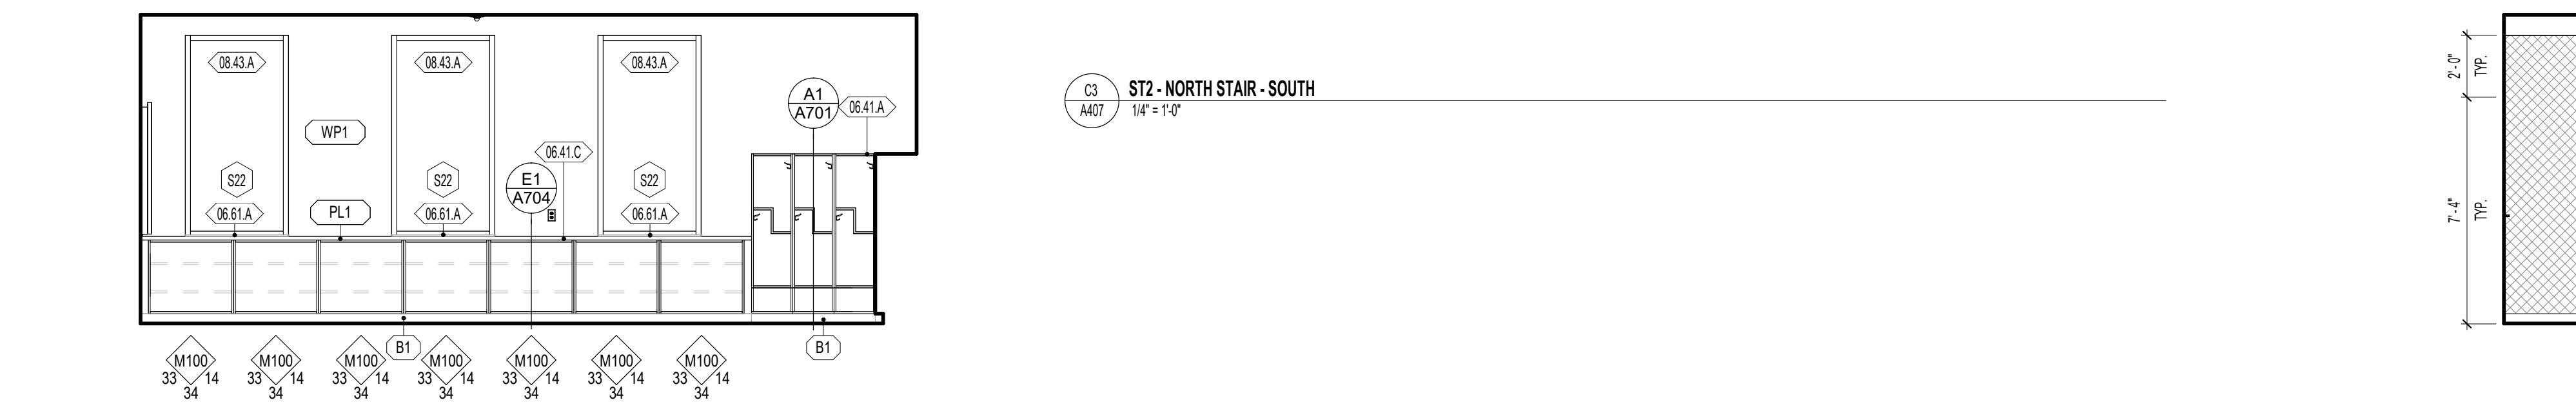 08.43.A
08.43.A
08.43.A
A1
A701
06.41.A
WP1
06.41.C
S22
S22
S22
E1
A704
06.61.A
PL1
06.61.A
06.61.A
B1
B1
M100
33 14
34
M100
33 14
34
M100
33 14
34
M100
33 14
34
M100
33 14
34
M100
33 14
34
M100
33 14
34
C3
A407
ST2 - NORTH STAIR - SOUTH
1/4" = 1'-0"
2' - 0"
TYP.
7' - 4"
TYP.